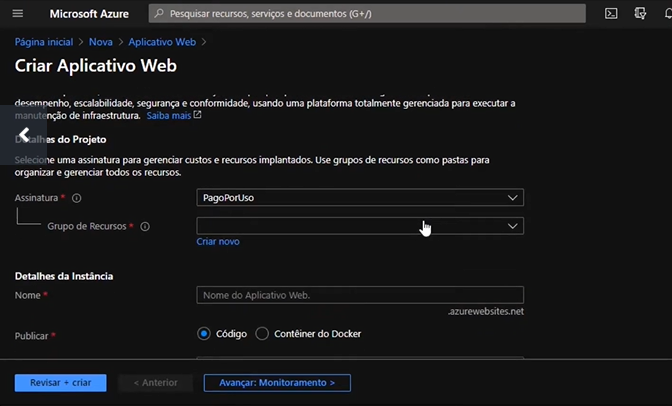 Microsoft Azure
Pesquisar recursos, serviços e documentos (G+/)
Página inicial > Nova > Aplicativo Web >
Criar Aplicativo Web
desempenho, escalabilidade, segurança e conformidade, usando uma plataforma totalmente gerenciada para executar a
manutenção de infraestrutura. Saiba mais
Detalhes do Projeto
Selecione uma assinatura para gerenciar custos e recursos implantados. Use grupos de recursos como pastas para
organizar e gerenciar todos os recursos.
Assinatura *
PagoPorUso
Grupo de Recursos *
Criar novo
Detalhes da Instância
Nome *
Nome do Aplicativo Web.
.azurewebsites.net
Publicar *
Código
Contêiner do Docker
Revisar + criar
< Anterior
Avançar: Monitoramento >